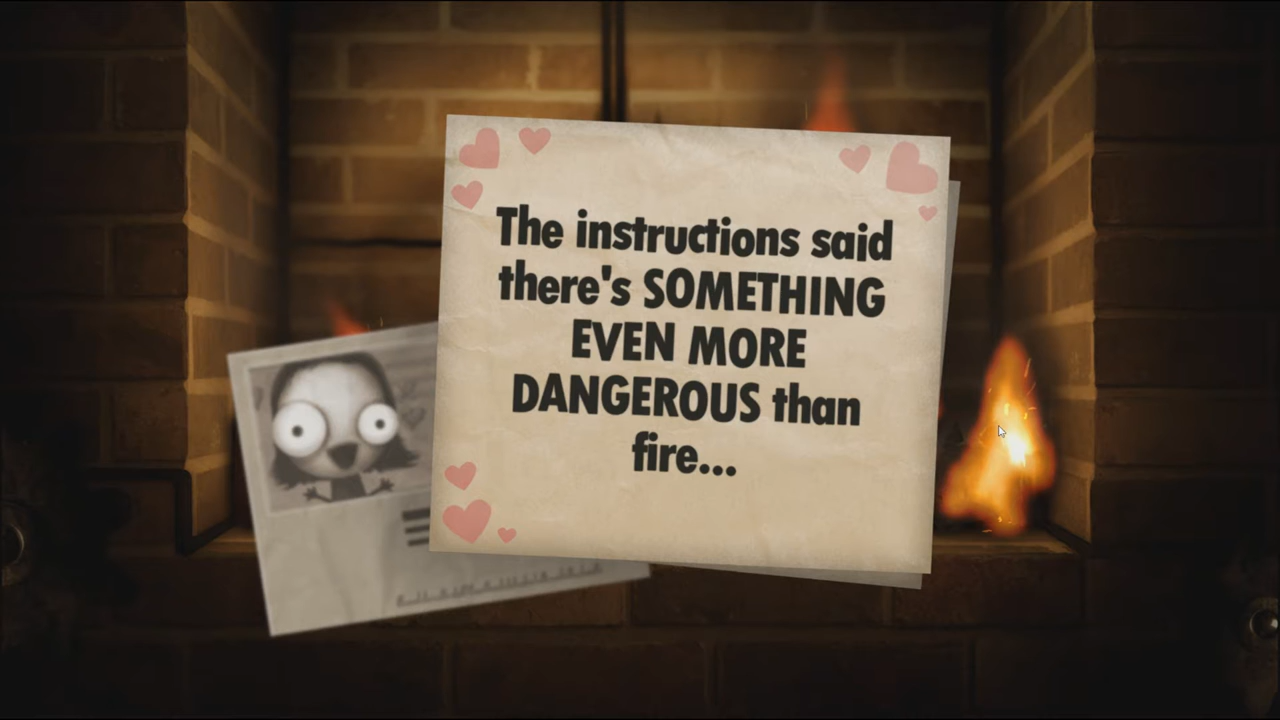 The instructions said
there's SOMETHING
EVEN MORE
DANGEROUS than
fire...